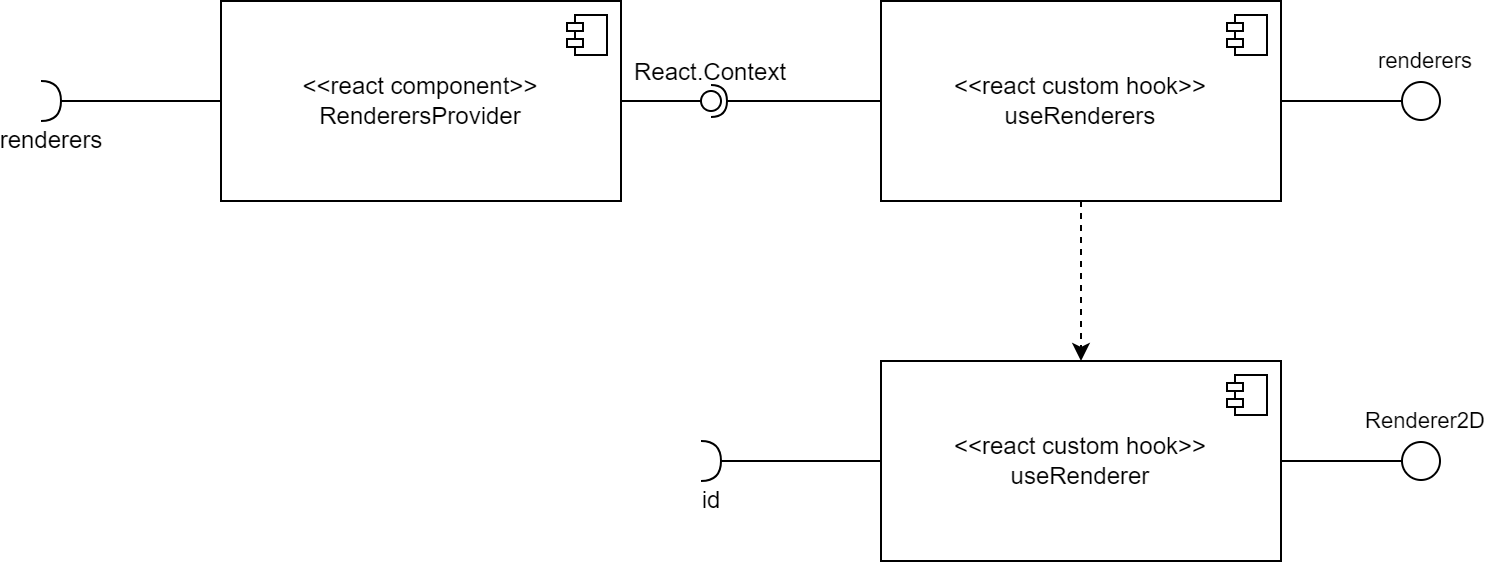 <<react component>>
RenderersProvider
renderers
React.Context
<<react custom hook>>
useRenderers
renderers
<<react custom hook>>
useRenderer
id
Renderer2D